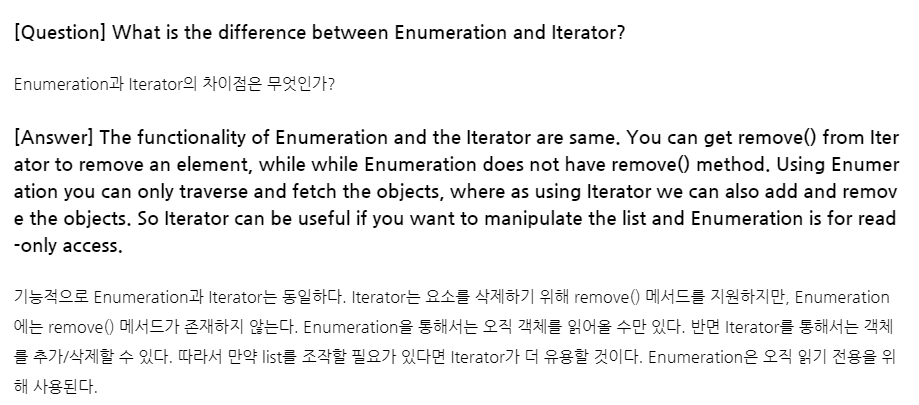 [Question] What is the difference between Enumeration and Iterator?
Enumeration과 Iterator의 차이점은 무엇인가?
[Answer] The functionality of Enumeration and the Iterator are same. You can get remove() from Iter
ator to remove an element, while while Enumeration does not have remove() method. Using Enumer
ation you can only traverse and fetch the objects, where as using Iterator we can also add and remov
e the objects. So Iterator can be useful if you want to manipulate the list and Enumeration is for read
-only access.
기능적으로 Enumeration과 Iterator는 동일하다. Iterator는 요소를 삭제하기 위해 remove() 메서드를 지원하지만, Enumeration
에는 remove() 메서드가 존재하지 않는다. Enumeration을 통해서는 오직 객체를 읽어올 수만 있다. 반면 Iterator를 통해서는 객체
를 추가/삭제할 수 있다. 따라서 만약 list를 조작할 필요가 있다면 Iterator가 더 유용할 것이다. Enumeration은 오직 읽기 전용을 위
해 사용된다.